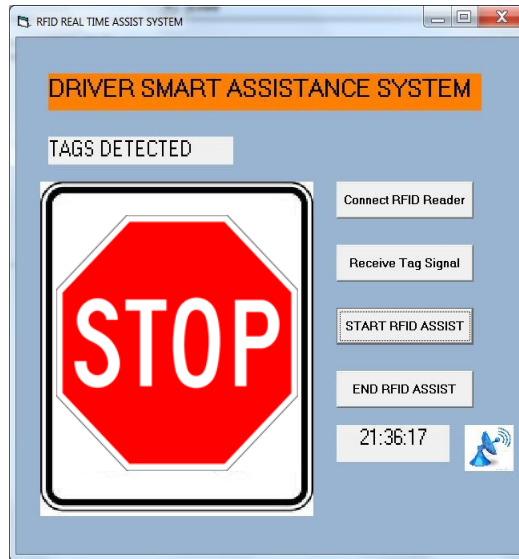 RFID REAL TIME ASSIST SYSTEM
DRIVER SMART ASSISTANCE SYSTEM
TAGS DETECTED
STOP
Connect RFID Reader
Receive Tag Signal
START RFID ASSIST
END RFID ASSIST
21:36:17